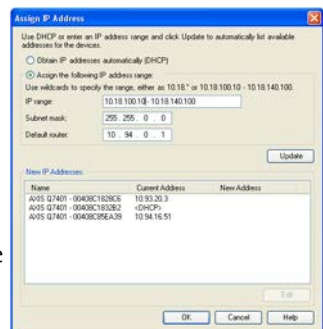 Assign IP Address
Use DHCP or enter an IP address range and click Update to automatically list available
addresses for the devices.
Obtain IP addresses automatically (DHCP)
Assign the following IP address range:
Use wildcards to specify the range, either as 10.18.* or 10.18.100.10 - 10.18.140.100.
IP range: 10.18.100.10 - 10.18.140.100
Subnet mask: 255 . 255 . 0 . 0
Default router: 10 . 94 . 0 . 1
Update
New IP Addresses:
Name Current Address New Address
AXIS Q7401 - 00408C1828C6 10.93.20.3
AXIS Q7401 - 00408C1832B2 <DHCP>
AXIS Q7401 - 00408C85EA39 10.94.16.51
e
Edit
OK Cancel Help